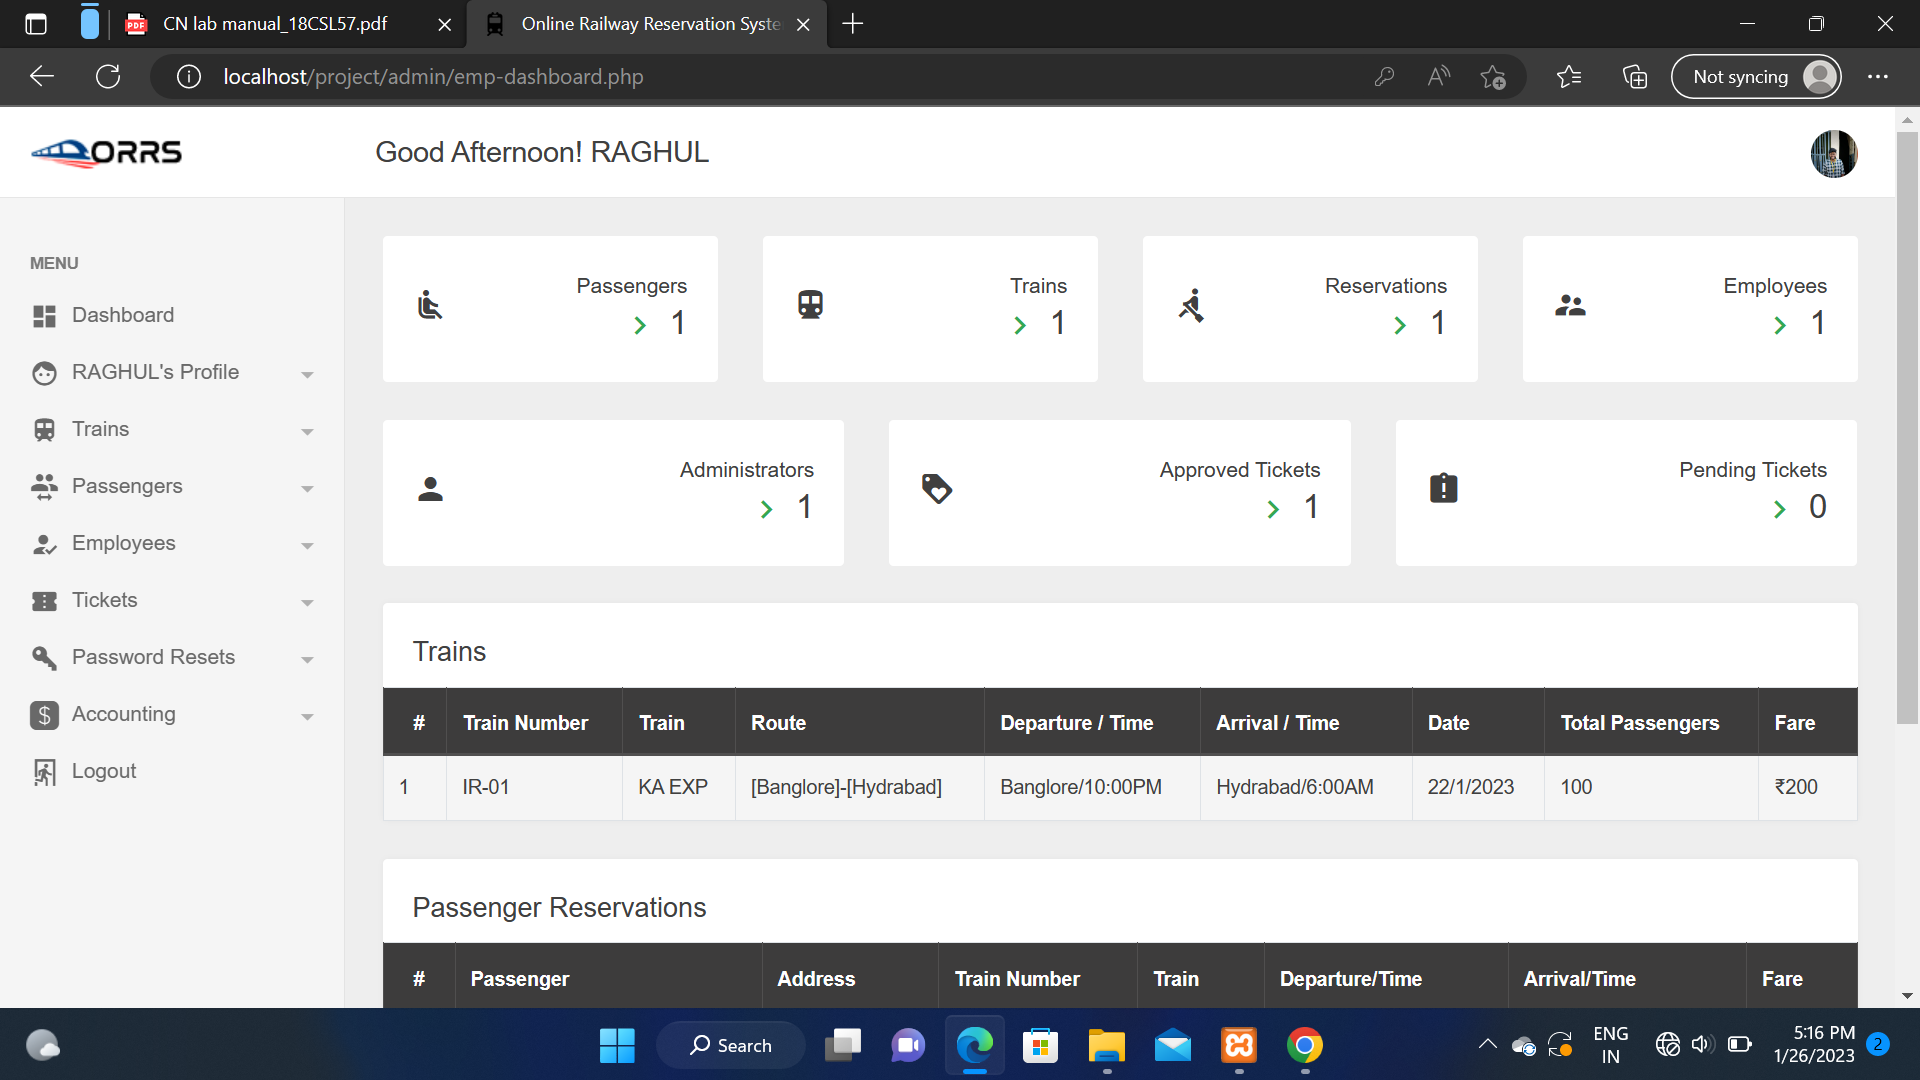 CN lab manual_18CSL57.pdf
Online Railway Reservation Syste
localhost/project/admin/emp-dashboard.php
Not syncing
ORRS
Good Afternoon! RAGHUL
MENU
Dashboard
RAGHUL's Profile
Trains
Passengers
Employees
Tickets
Password Resets
Accounting
Logout
Passengers
1
Trains
1
Reservations
1
Employees
1
Administrators
1
Approved Tickets
1
Pending Tickets
0
Trains
# Train Number Train Route Departure / Time Arrival / Time Date Total Passengers Fare
1 IR-01 KA EXP [Banglore]-[Hydrabad] Banglore/10:00PM Hydrabad/6:00AM 22/1/2023 100 ₹200
Passenger Reservations
# Passenger Address Train Number Train Departure/Time Arrival/Time Fare
Search
ENG
IN
5:16 PM
1/26/2023
2